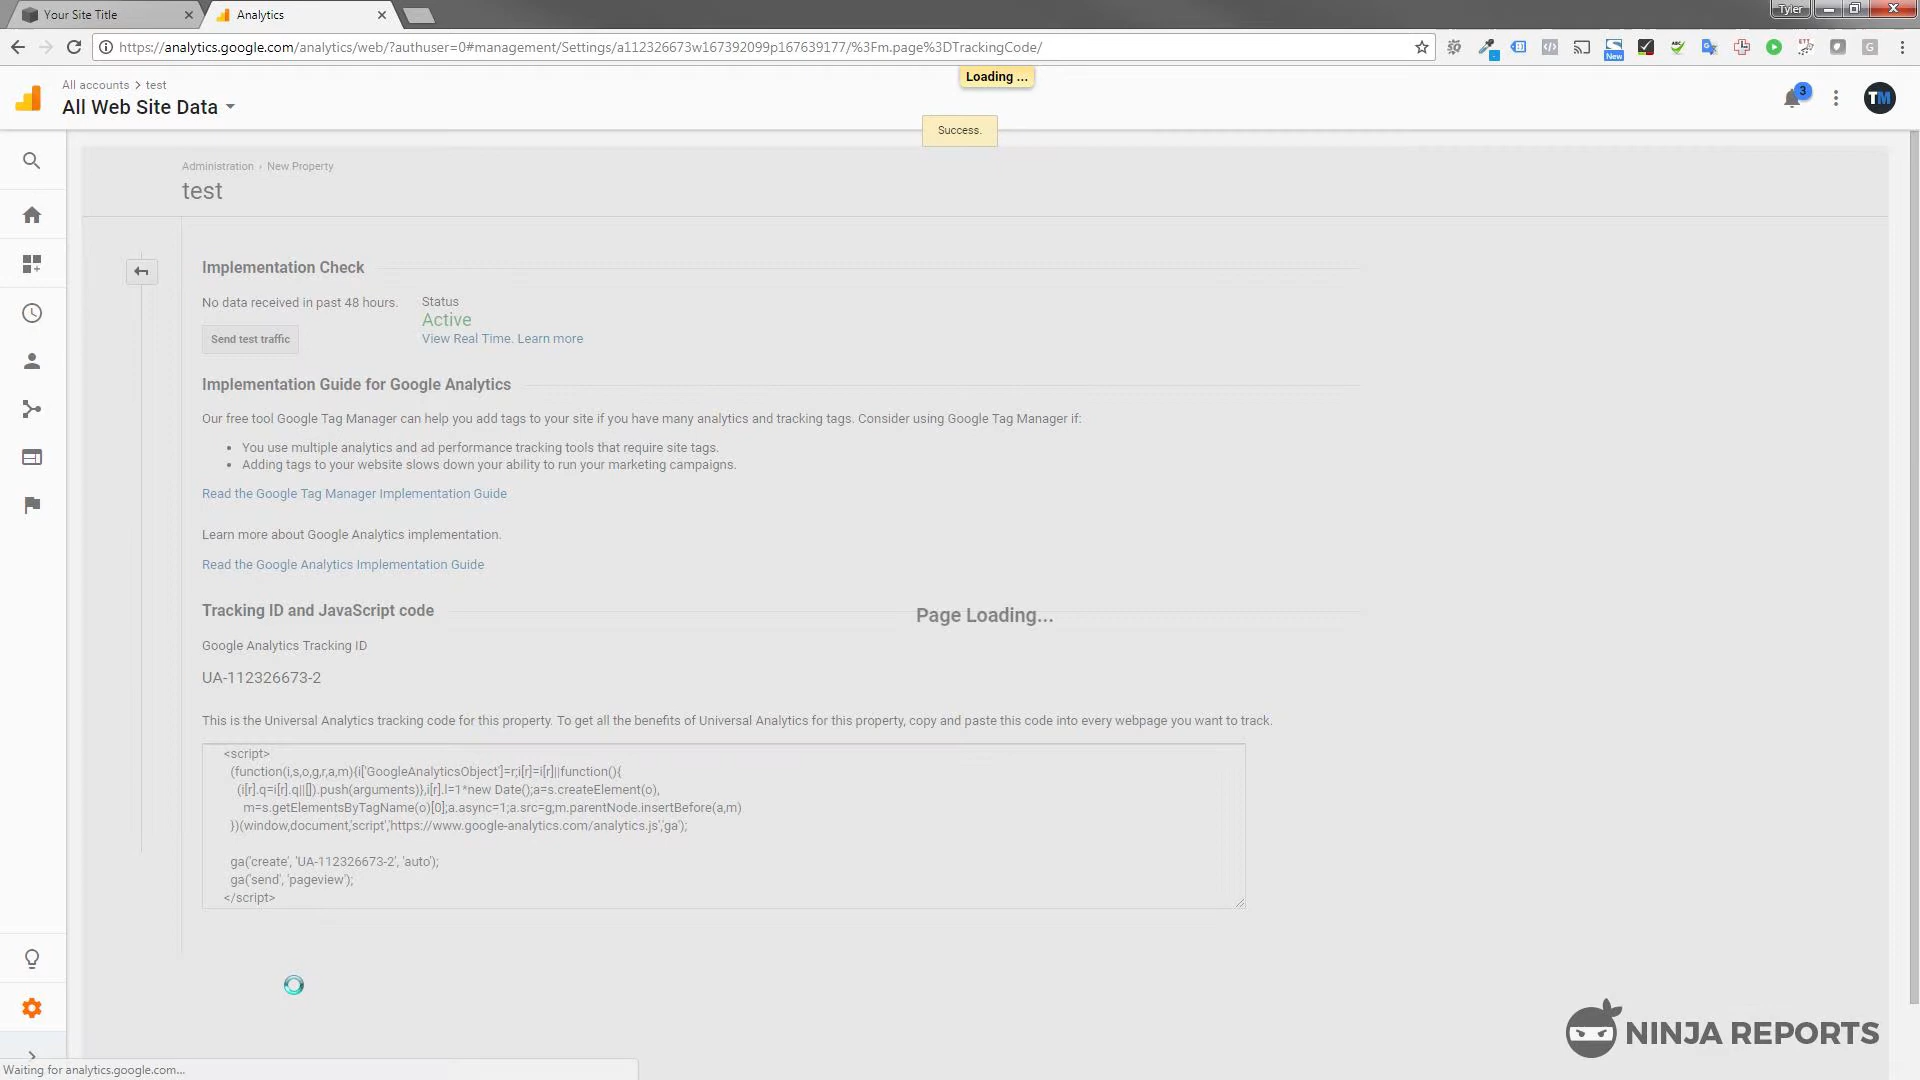 Your Site Title
Analytics
Tyler
https://analytics.google.com/analytics/web/?authuser=0#management/Settings/a112326673w167392099p167639177/%3Fm.page%3DTrackingCode/
New
All accounts > test
Loading ...
All Web Site Data
3
TM
Success.
Administration › New Property
test
Implementation Check
No data received in past 48 hours.
Status
Active
Send test traffic
View Real Time. Learn more
Implementation Guide for Google Analytics
Our free tool Google Tag Manager can help you add tags to your site if you have many analytics and tracking tags. Consider using Google Tag Manager if:
• You use multiple analytics and ad performance tracking tools that require site tags.
• Adding tags to your website slows down your ability to run your marketing campaigns.
Read the Google Tag Manager Implementation Guide
Learn more about Google Analytics implementation.
Read the Google Analytics Implementation Guide
Tracking ID and JavaScript code
Page Loading...
Google Analytics Tracking ID
UA-112326673-2
This is the Universal Analytics tracking code for this property. To get all the benefits of Universal Analytics for this property, copy and paste this code into every webpage you want to track.
<script>
(function(i,s,o,g,r,a,m){i['GoogleAnalyticsObject']=r;i[r]=i[r]||function(){
(i[r].q=i[r].q||[]).push(arguments)},i[r].l=1*new Date();a=s.createElement(o),
m=s.getElementsByTagName(o)[0];a.async=1;a.src=g;m.parentNode.insertBefore(a,m)
})(window,document,'script','https://www.google-analytics.com/analytics.js','ga');
ga('create', 'UA-112326673-2', 'auto');
ga('send', 'pageview');
</script>
NINJA REPORTS
Waiting for analytics.google.com...